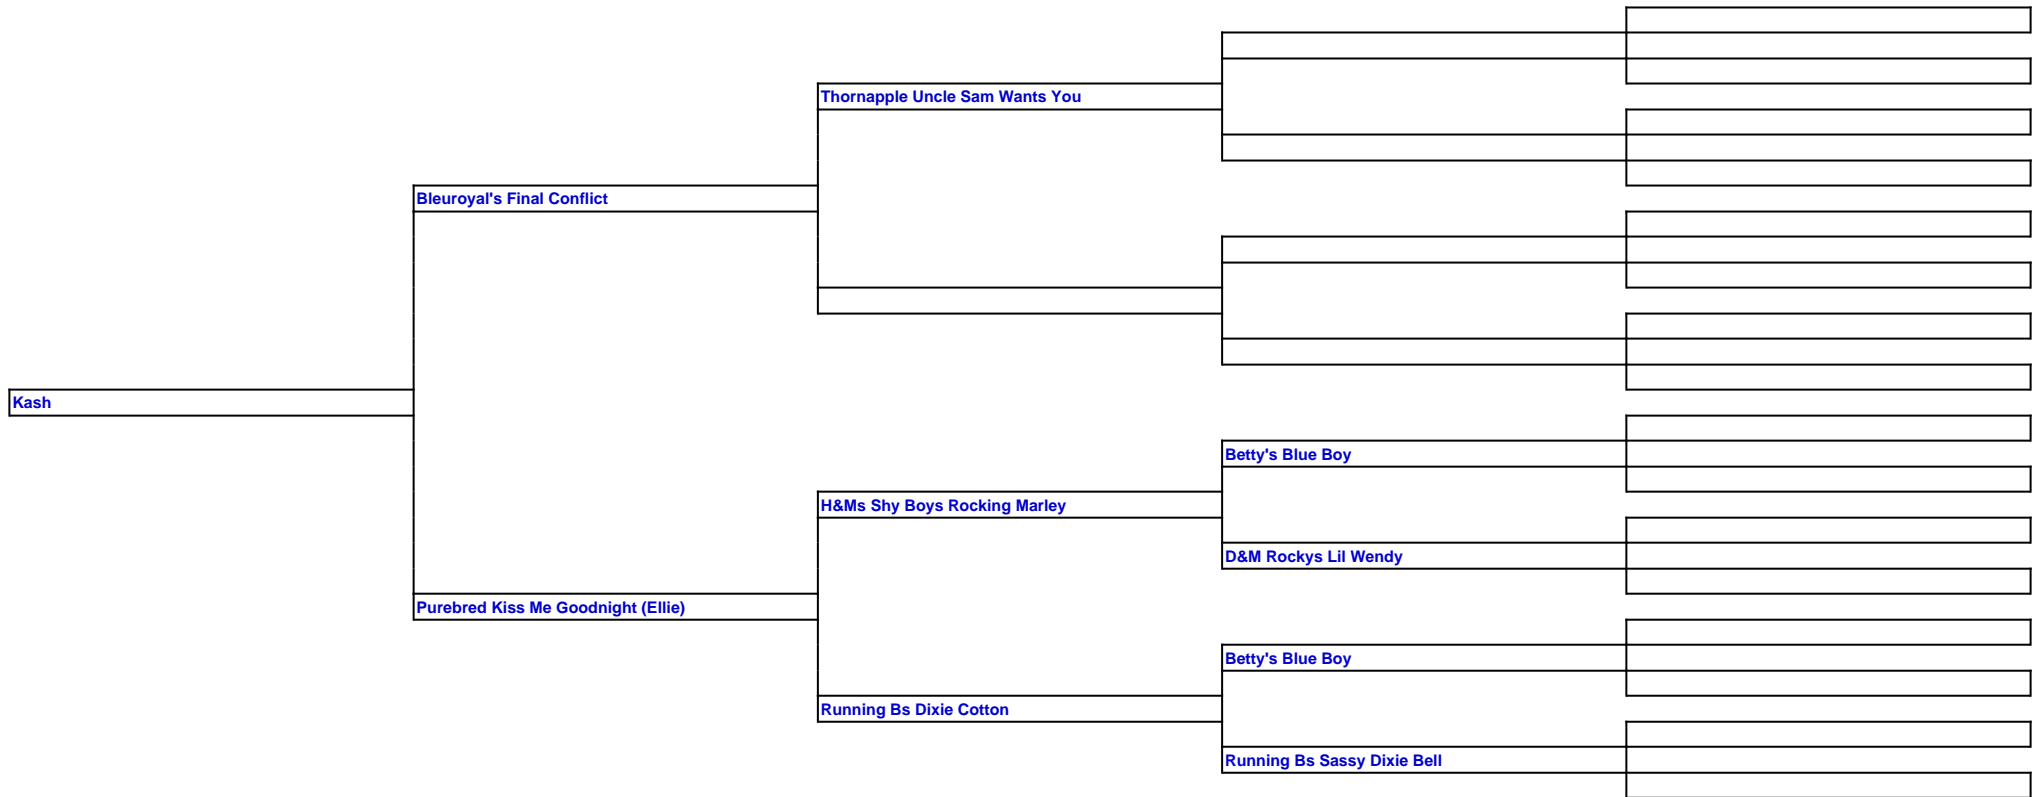 Thornapple Uncle Sam Wants You
Bleuroyal's Final Conflict
Kash
Betty's Blue Boy
H&Ms Shy Boys Rocking Marley
D&M Rockys Lil Wendy
Purebred Kiss Me Goodnight (Ellie)
Betty's Blue Boy
Running Bs Dixie Cotton
Running Bs Sassy Dixie Bell